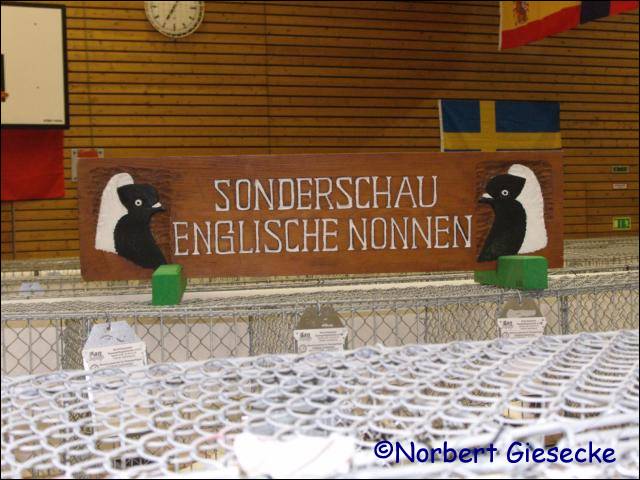 SONDERSCHAU
ENGLISCHE NONNEN
©Norbert Giesecke